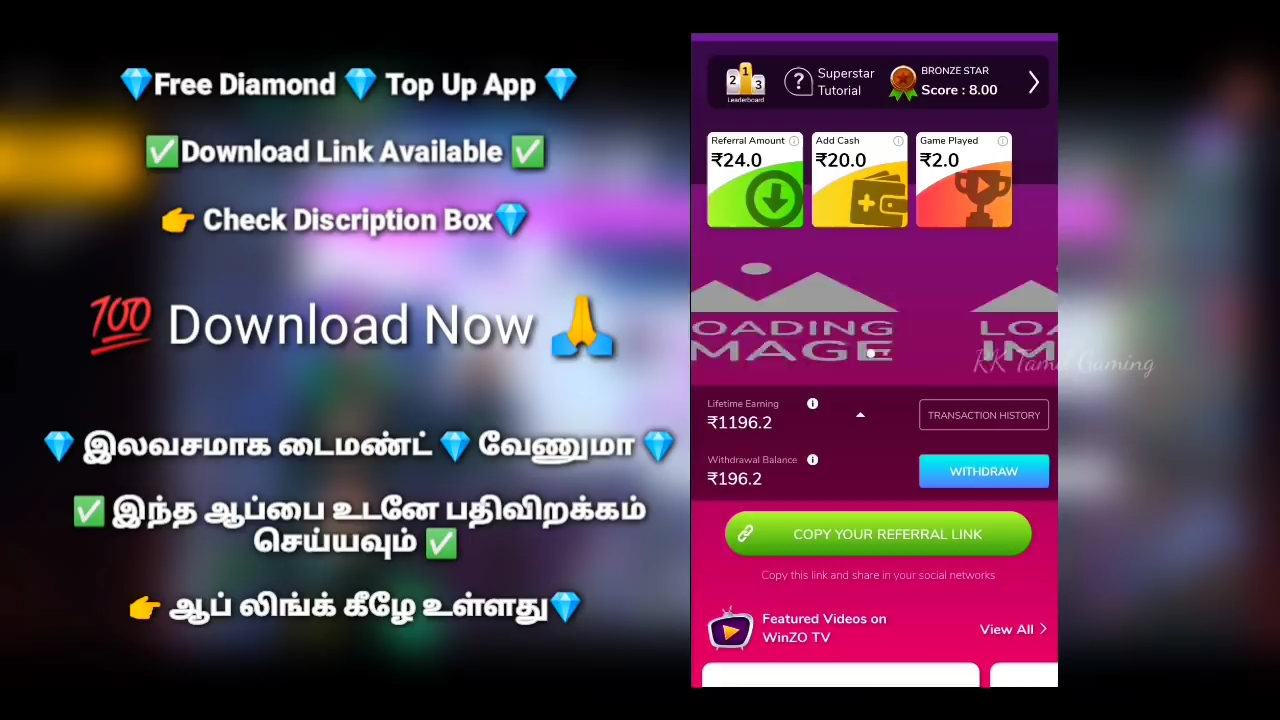 💎Free Diamond 💎 Top Up App 💎
✅Download Link Available ✅
👉 Check Discription Box💎
💯 Download Now 🙏
💎 இலவசமாக டைமண்ட் 💎 வேணுமா 💎
✅ இந்த ஆப்பை உடனே பதிவிறக்கம்
செய்யவும் ✅
👉 ஆப் லிங்க் கீழே உள்ளது💎
2 1 3
Leaderboard
? Superstar
Tutorial
BRONZE STAR
Score : 8.00
Referral Amount
₹24.0
Add Cash
₹20.0
Game Played
₹2.0
OADING
MAGE
LOA
IM
RK Tamil Gaming
Lifetime Earning
₹1196.2
TRANSACTION HISTORY
Withdrawal Balance
₹196.2
WITHDRAW
COPY YOUR REFERRAL LINK
Copy this link and share in your social networks
Featured Videos on
WinZO TV
View All